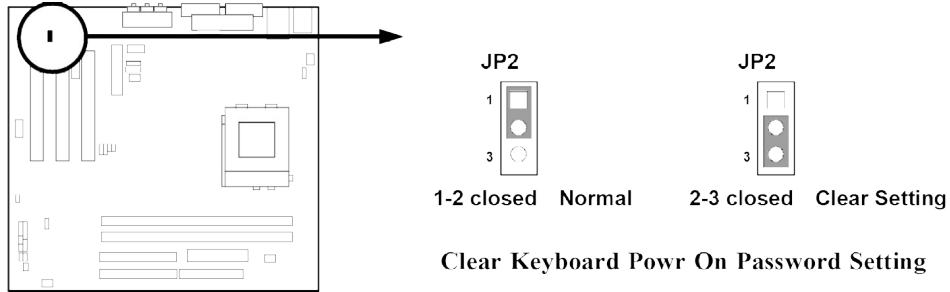 JP2
1
3
1-2 closed Normal
JP2
1
3
2-3 closed Clear Setting
Clear Keyboard Powr On Password Setting